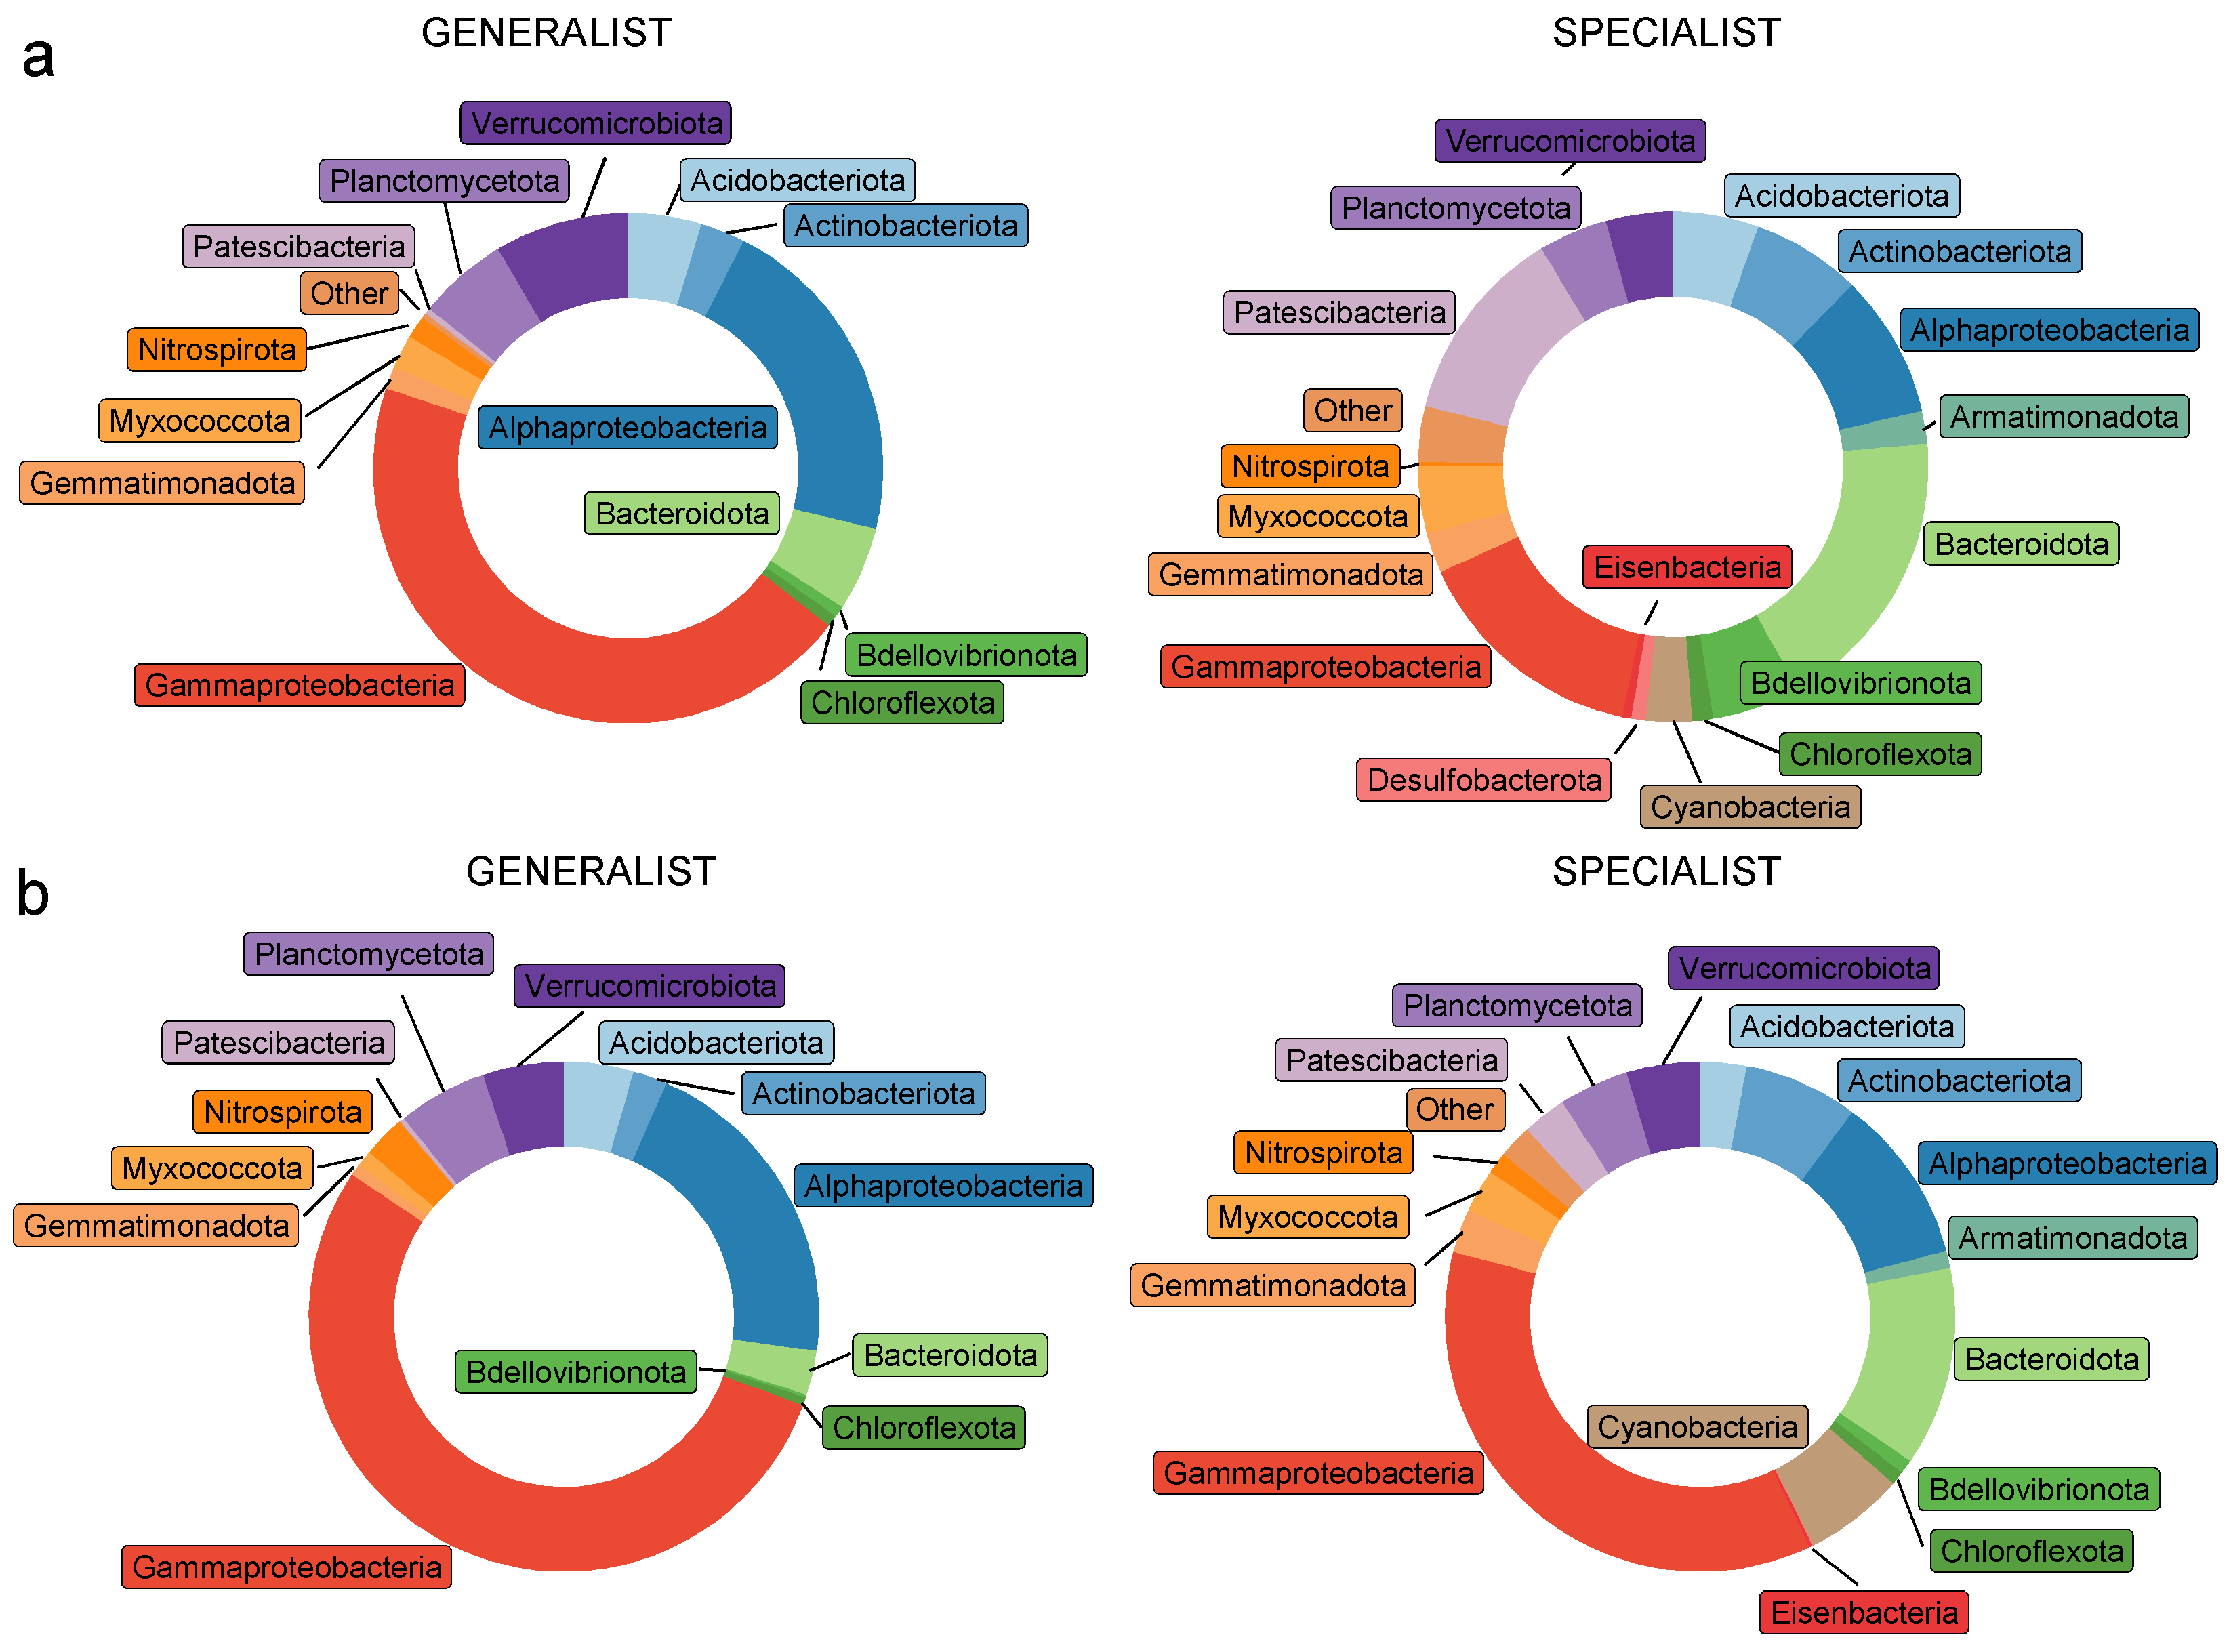 a
GENERALIST
SPECIALIST
Verrucomicrobiota
Planctomycetota
Acidobacteriota
Actinobacteriota
Patescibacteria
Other
Nitrospirota
Myxococcota
Gemmatimonadota
Alphaproteobacteria
Bacteroidota
Gammaproteobacteria
Bdellovibrionota
Chloroflexota
Verrucomicrobiota
Planctomycetota
Acidobacteriota
Actinobacteriota
Patescibacteria
Alphaproteobacteria
Other
Armatimonadota
Nitrospirota
Myxococcota
Bacteroidota
Gemmatimonadota
Eisenbacteria
Gammaproteobacteria
Bdellovibrionota
Chloroflexota
Desulfobacterota
Cyanobacteria
b
GENERALIST
SPECIALIST
Planctomycetota
Verrucomicrobiota
Patescibacteria
Acidobacteriota
Actinobacteriota
Nitrospirota
Myxococcota
Alphaproteobacteria
Gemmatimonadota
Bdellovibrionota
Bacteroidota
Chloroflexota
Gammaproteobacteria
Verrucomicrobiota
Planctomycetota
Acidobacteriota
Patescibacteria
Actinobacteriota
Other
Nitrospirota
Alphaproteobacteria
Myxococcota
Armatimonadota
Gemmatimonadota
Bacteroidota
Cyanobacteria
Gammaproteobacteria
Bdellovibrionota
Chloroflexota
Eisenbacteria